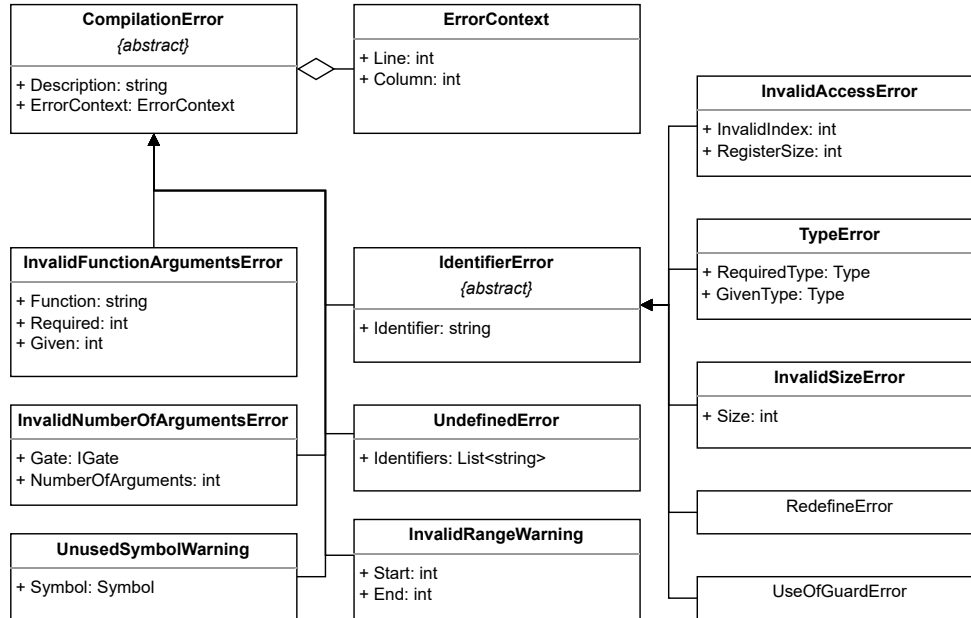 CompilationError
{abstract}
+ Description: string
+ ErrorContext: ErrorContext
ErrorContext
+ Line: int
+ Column: int
InvalidAccessError
+ InvalidIndex: int
+ RegisterSize: int
InvalidFunctionArgumentsError
+ Function: string
+ Required: int
+ Given: int
IdentifierError
{abstract}
+ Identifier: string
TypeError
+ RequiredType: Type
+ GivenType: Type
InvalidSizeError
+ Size: int
InvalidNumberOfArgumentsError
+ Gate: IGate
+ NumberOfArguments: int
UndefinedError
+ Identifiers: List<string>
RedefineError
UnusedSymbolWarning
+ Symbol: Symbol
InvalidRangeWarning
+ Start: int
+ End: int
UseOfGuardError